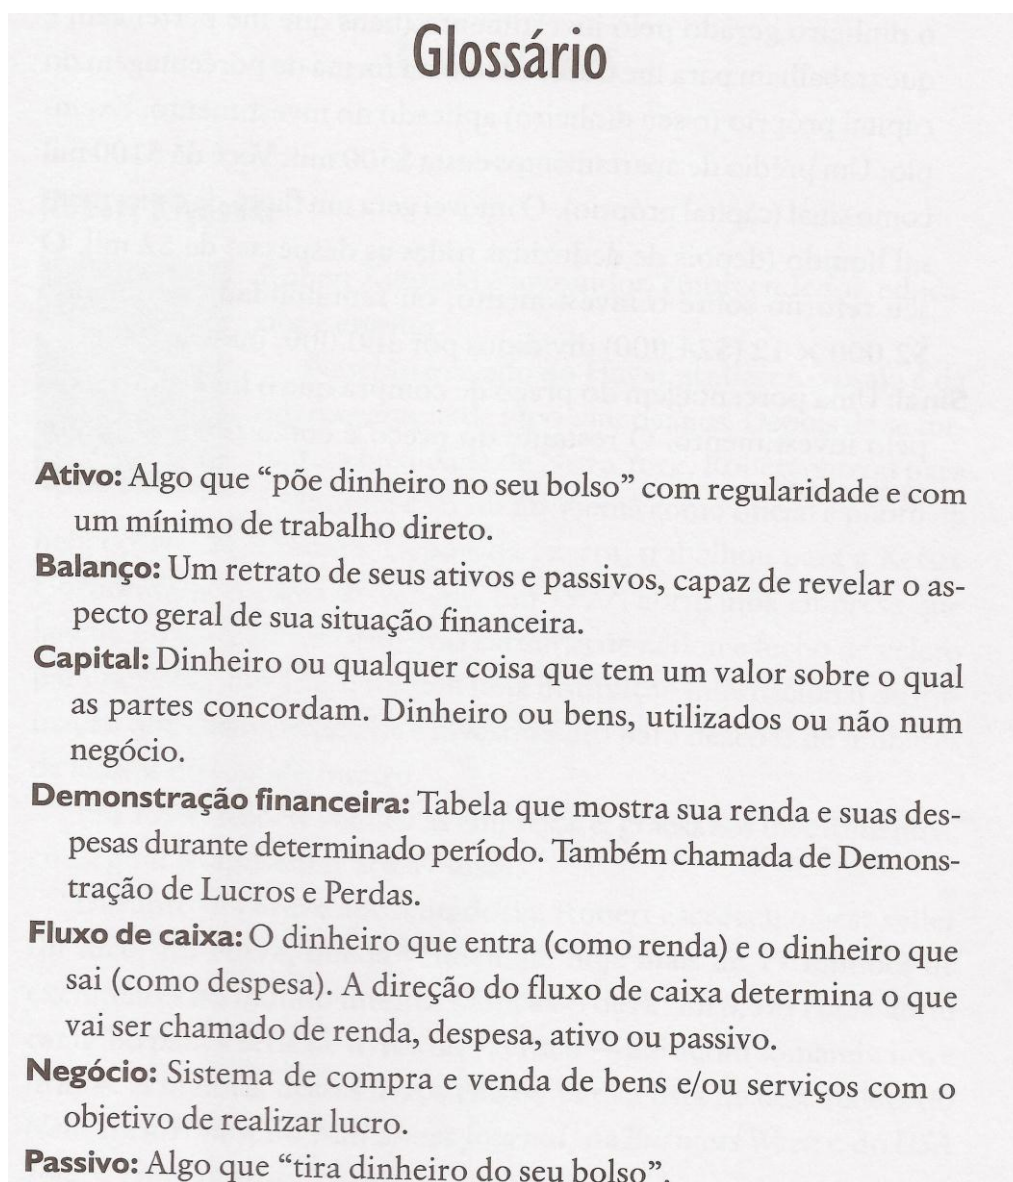 Glossário
Ativo: Algo que “põe dinheiro no seu bolso” com regularidade e com
um mínimo de trabalho direto.
Balanço: Um retrato de seus ativos e passivos, capaz de revelar o as-
pecto geral de sua situação financeira.
Capital: Dinheiro ou qualquer coisa que tem um valor sobre o qual
as partes concordam. Dinheiro ou bens, utilizados ou não num
negócio.
Demonstração financeira: Tabela que mostra sua renda e suas des-
pesas durante determinado período. Também chamada de Demons-
tração de Lucros e Perdas.
Fluxo de caixa: O dinheiro que entra (como renda) e o dinheiro que
sai (como despesa). A direção do fluxo de caixa determina o que
vai ser chamado de renda, despesa, ativo ou passivo.
Negócio: Sistema de compra e venda de bens e/ou serviços com o
objetivo de realizar lucro.
Passivo: Algo que “tira dinheiro do seu bolso”.